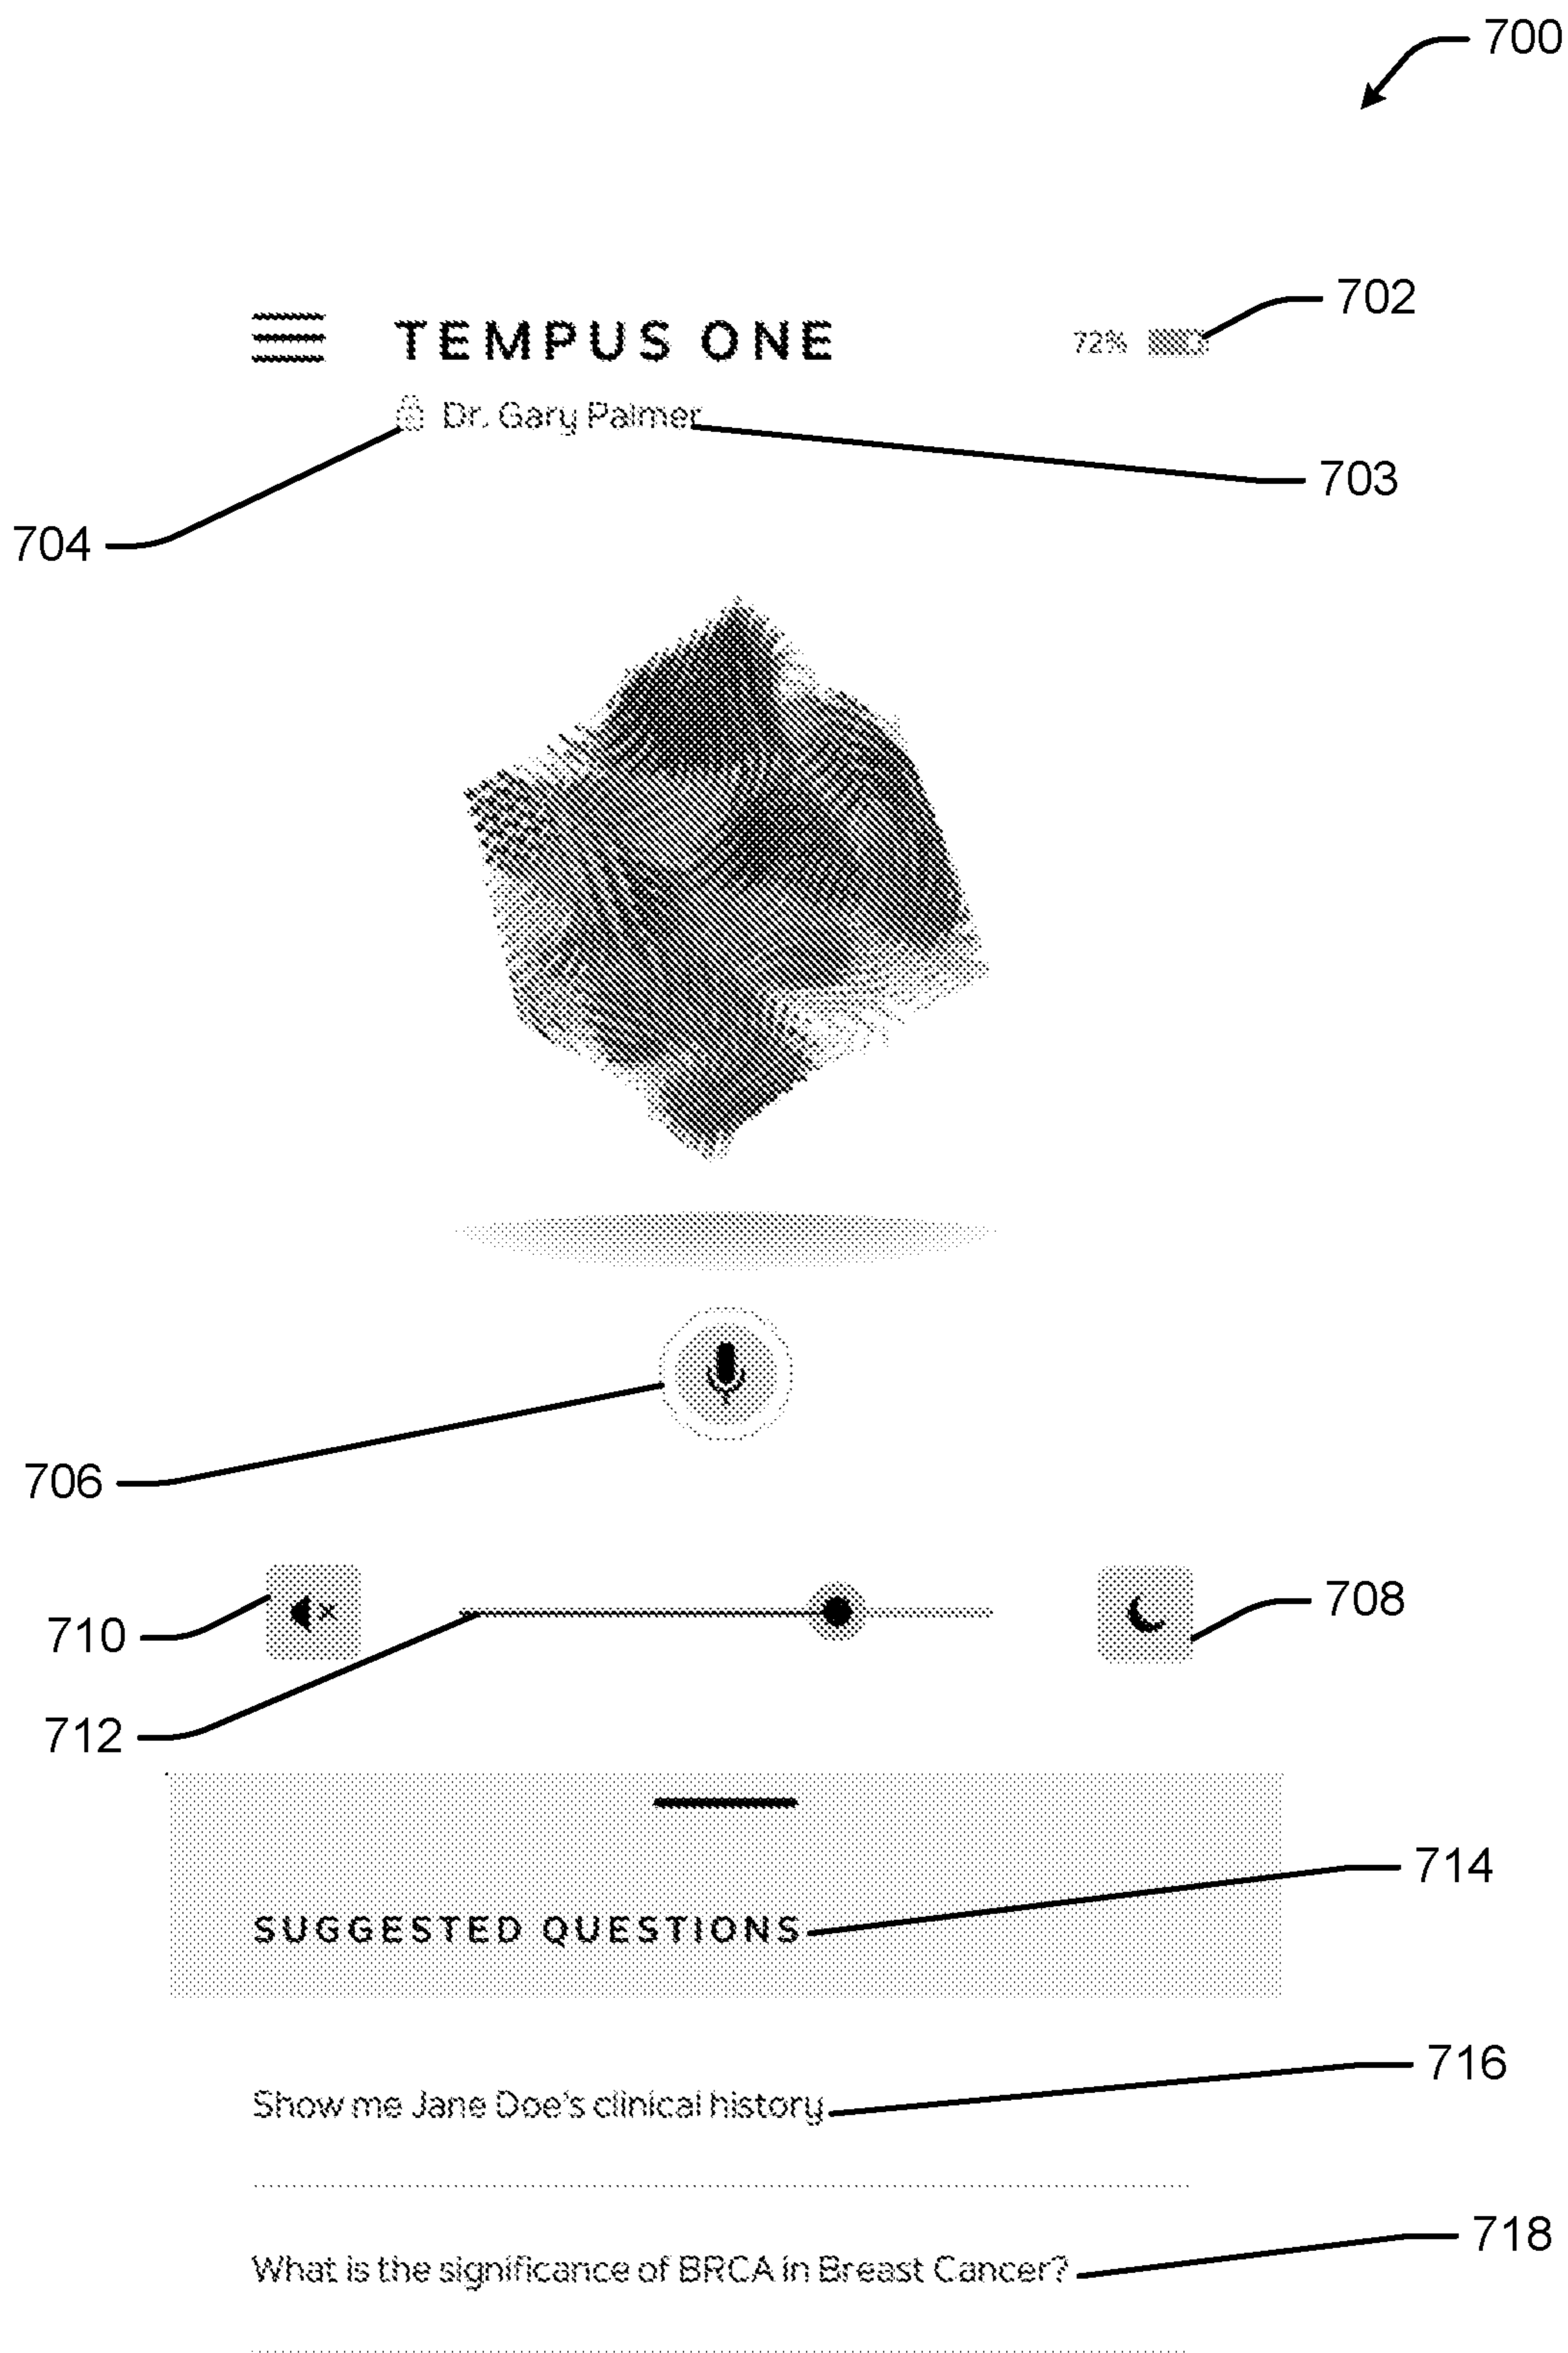 700
TEMPUS ONE
72%
702
Dr. Gary Palmer
703
704
706
710
708
712
714
SUGGESTED QUESTIONS
716
Show me Jane Doe's clinical history
718
What is the significance of BRCA in Breast Cancer?